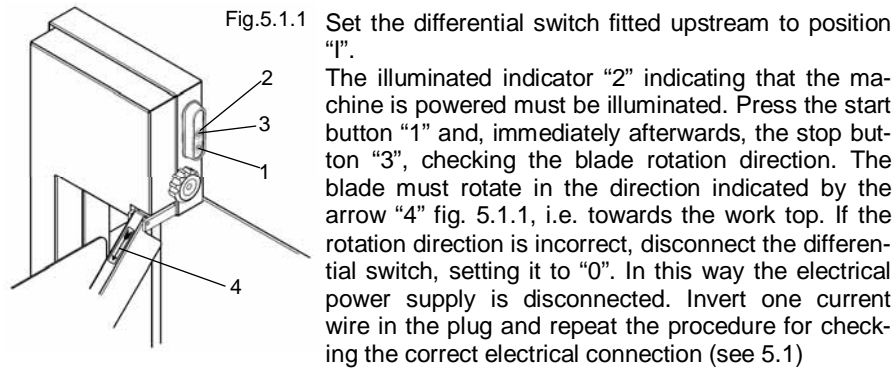 Fig.5.1.1
2
3
1
4
Set the differential switch fitted upstream to position
“I”.
The illuminated indicator “2” indicating that the ma-
chine is powered must be illuminated. Press the start
button “1” and, immediately afterwards, the stop but-
ton “3”, checking the blade rotation direction. The
blade must rotate in the direction indicated by the
arrow “4” fig. 5.1.1, i.e. towards the work top. If the
rotation direction is incorrect, disconnect the differen-
tial switch, setting it to “0”. In this way the electrical
power supply is disconnected. Invert one current
wire in the plug and repeat the procedure for check-
ing the correct electrical connection (see 5.1)